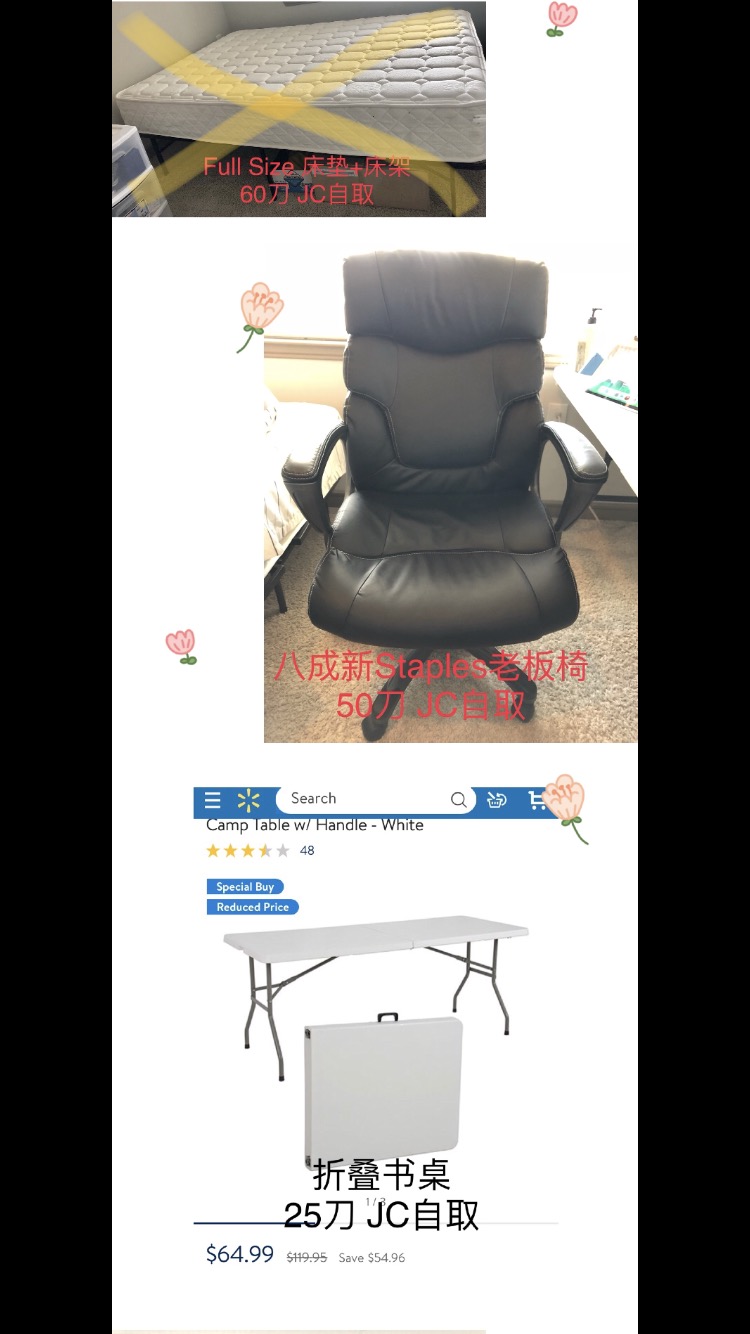 Full Size 床垫+床架
60刀 JC自取
八成新Staples老板椅
50刀 JC自取
Search
Camp Table w/ Handle - White
48
Special Buy
Reduced Price
折叠书桌
1 / 3
25刀 JC自取
$64.99 $119.95 Save $54.96